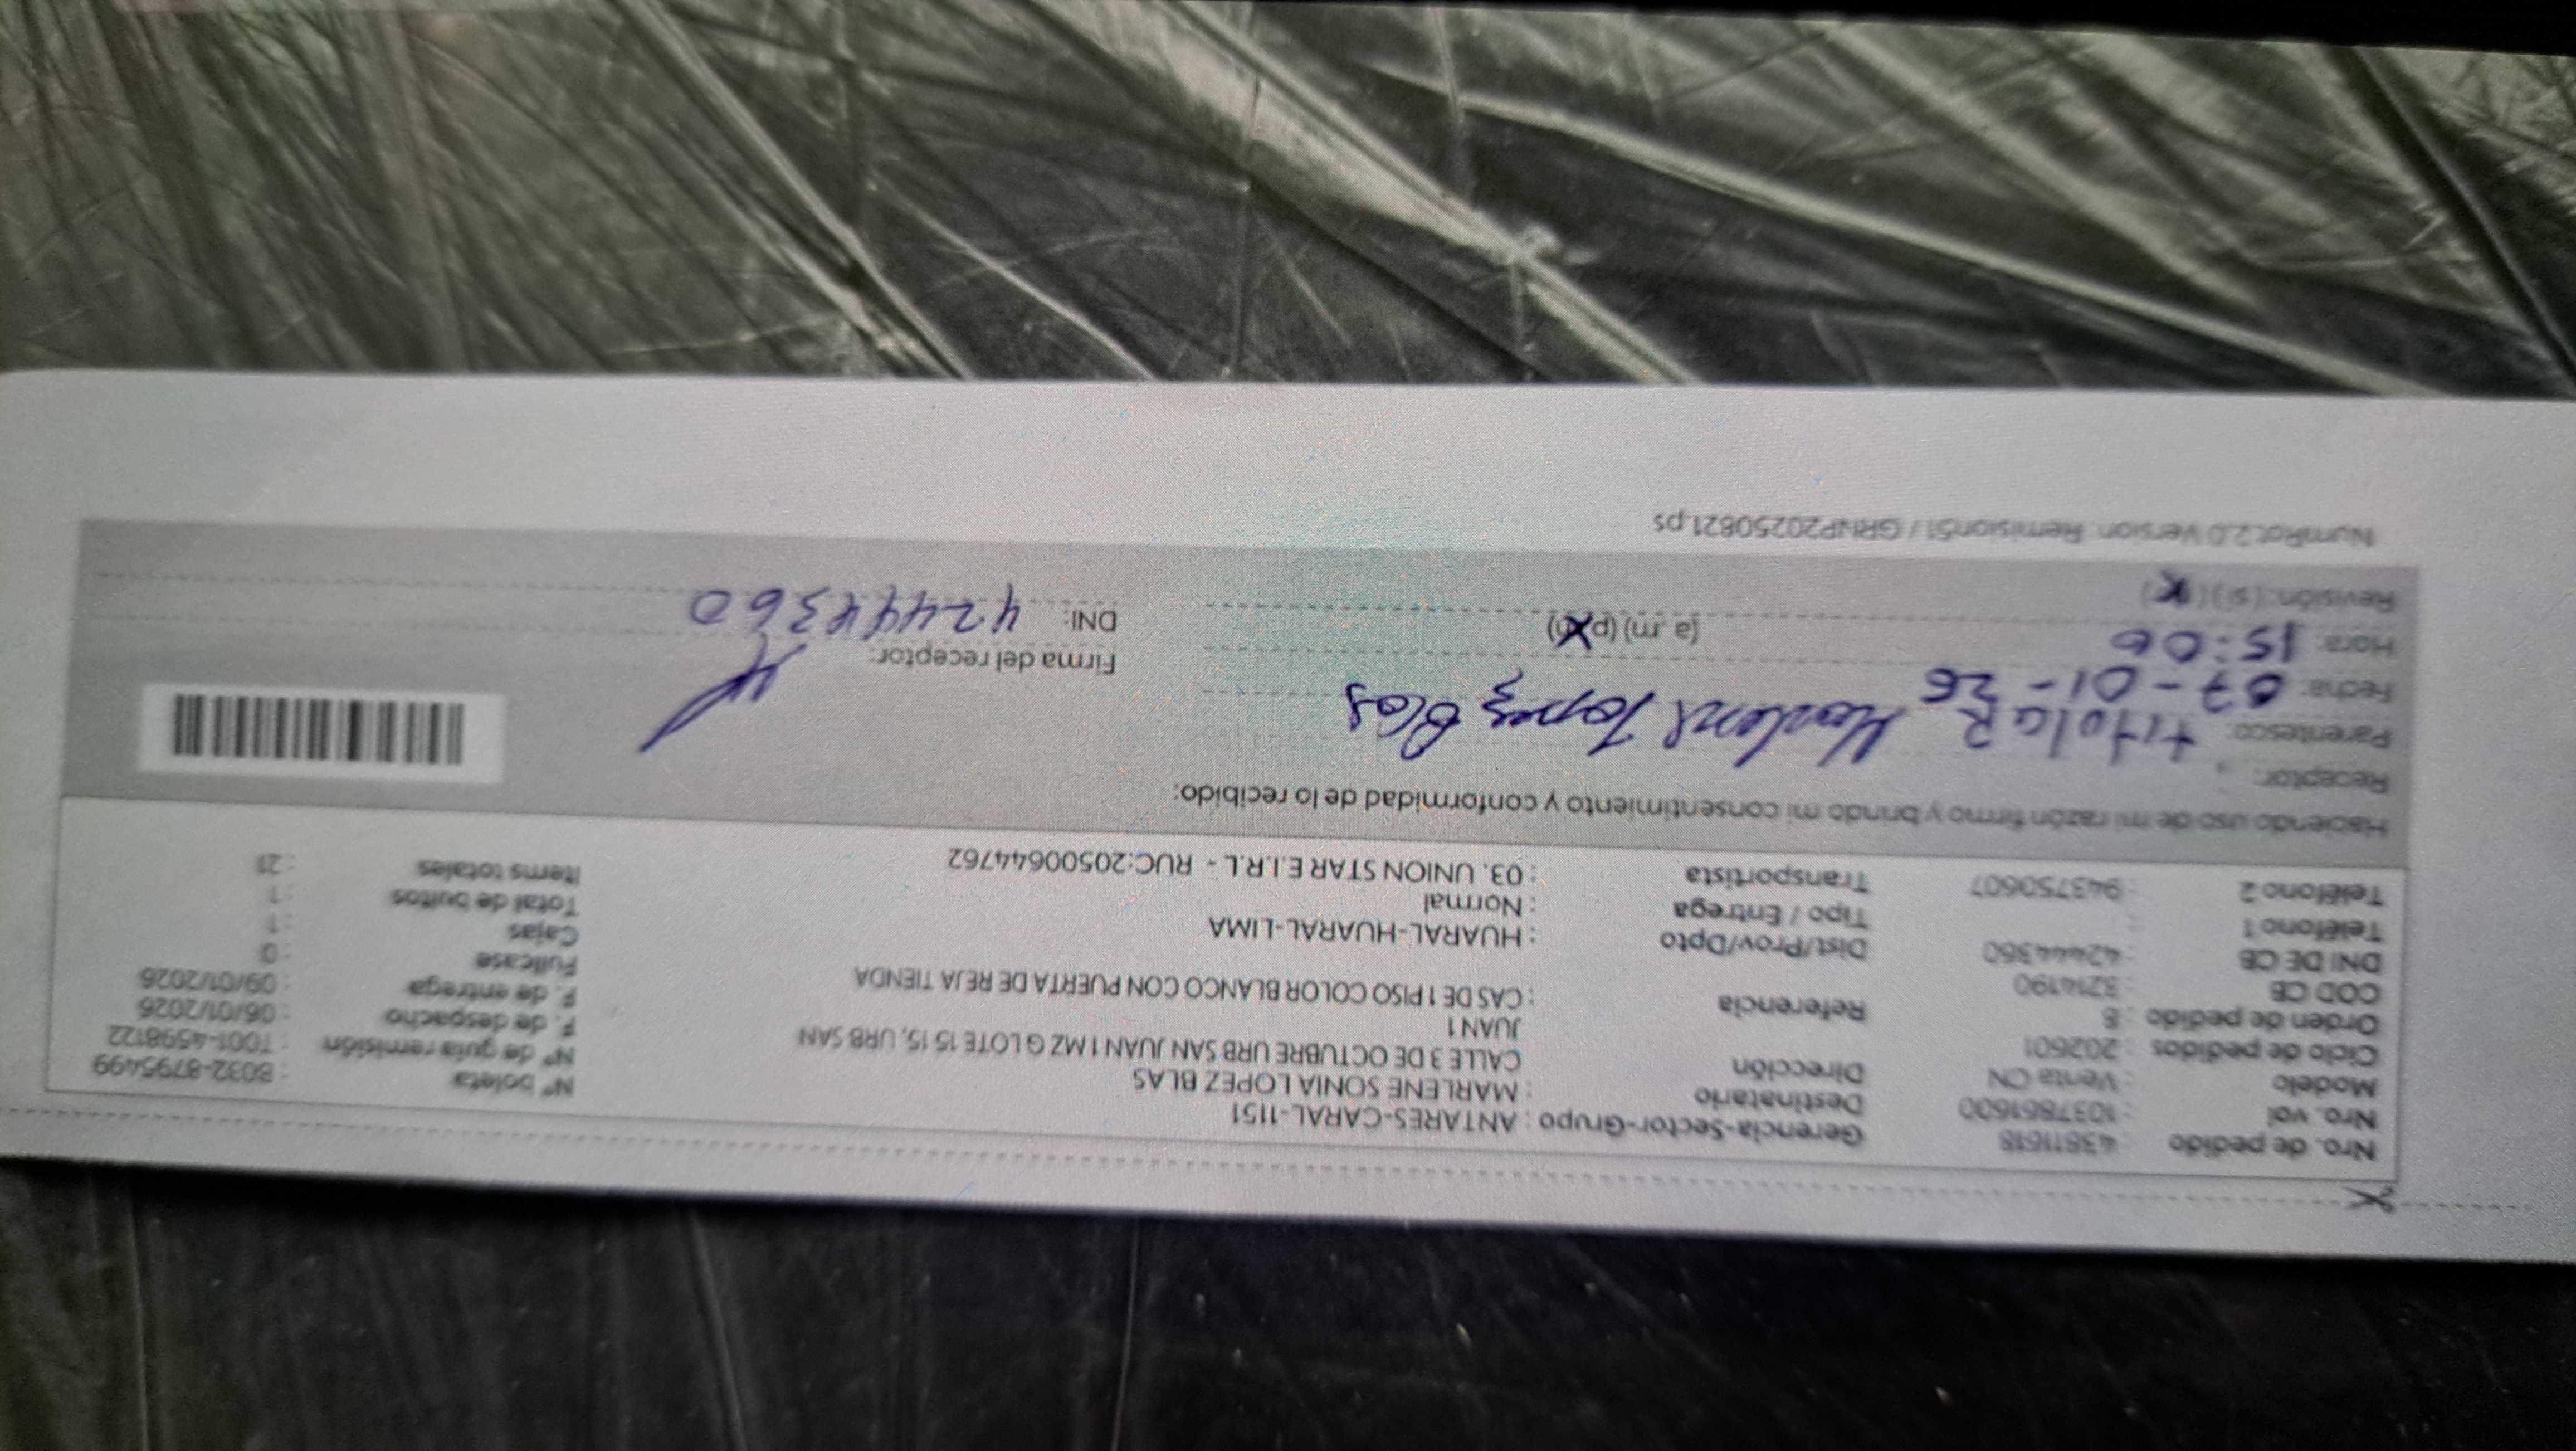 Nro. de pedido : 43811618
Nro. vol : 1037861600
Modelo : Venta CN
Ciclo de pedidos : 202601
Orden de pedido : 8
COD CB : 3214190
DNI DE CB : 42444360
Teléfono 1 :
Teléfono 2 : 943750607
Gerencia-Sector-Grupo : ANTARES-CARAL-1151
Destinatario : MARLENE SONIA LOPEZ BLAS
Dirección CALLE 3 DE OCTUBRE URB SAN JUAN 1 MZ G LOTE 15 15, URB SAN
JUAN 1
Referencia : CAS DE 1 PISO COLOR BLANCO CON PUERTA DE REJA TIENDA
Dist/Prov/Dpto : HUARAL-HUARAL-LIMA
Tipo / Entrega : Normal
Transportista : 03. UNION STAR E.I.R.L - RUC:20500644762
N° boleta : B032-8795499
N° de guía remisión : T001-4598122
F. de despacho : 06/01/2026
F. de entrega : 09/01/2026
Fullcase : 0
Cajas : 1
Total de bultos : 1
Items totales : 21
Haciendo uso de mi razón firmo y brindo mi consentimiento y conformidad de lo recibido:
Receptor: Marlene Lopez Blas
Parentesco: titulaR
Fecha: 07-01-26
Hora: 15:06 (a. m) (p.m)
Revisión: (si) (
Firma del receptor:
DNI: 42444360
NumRot 2.0 Version: Remision51 / GRNP20250821.ps